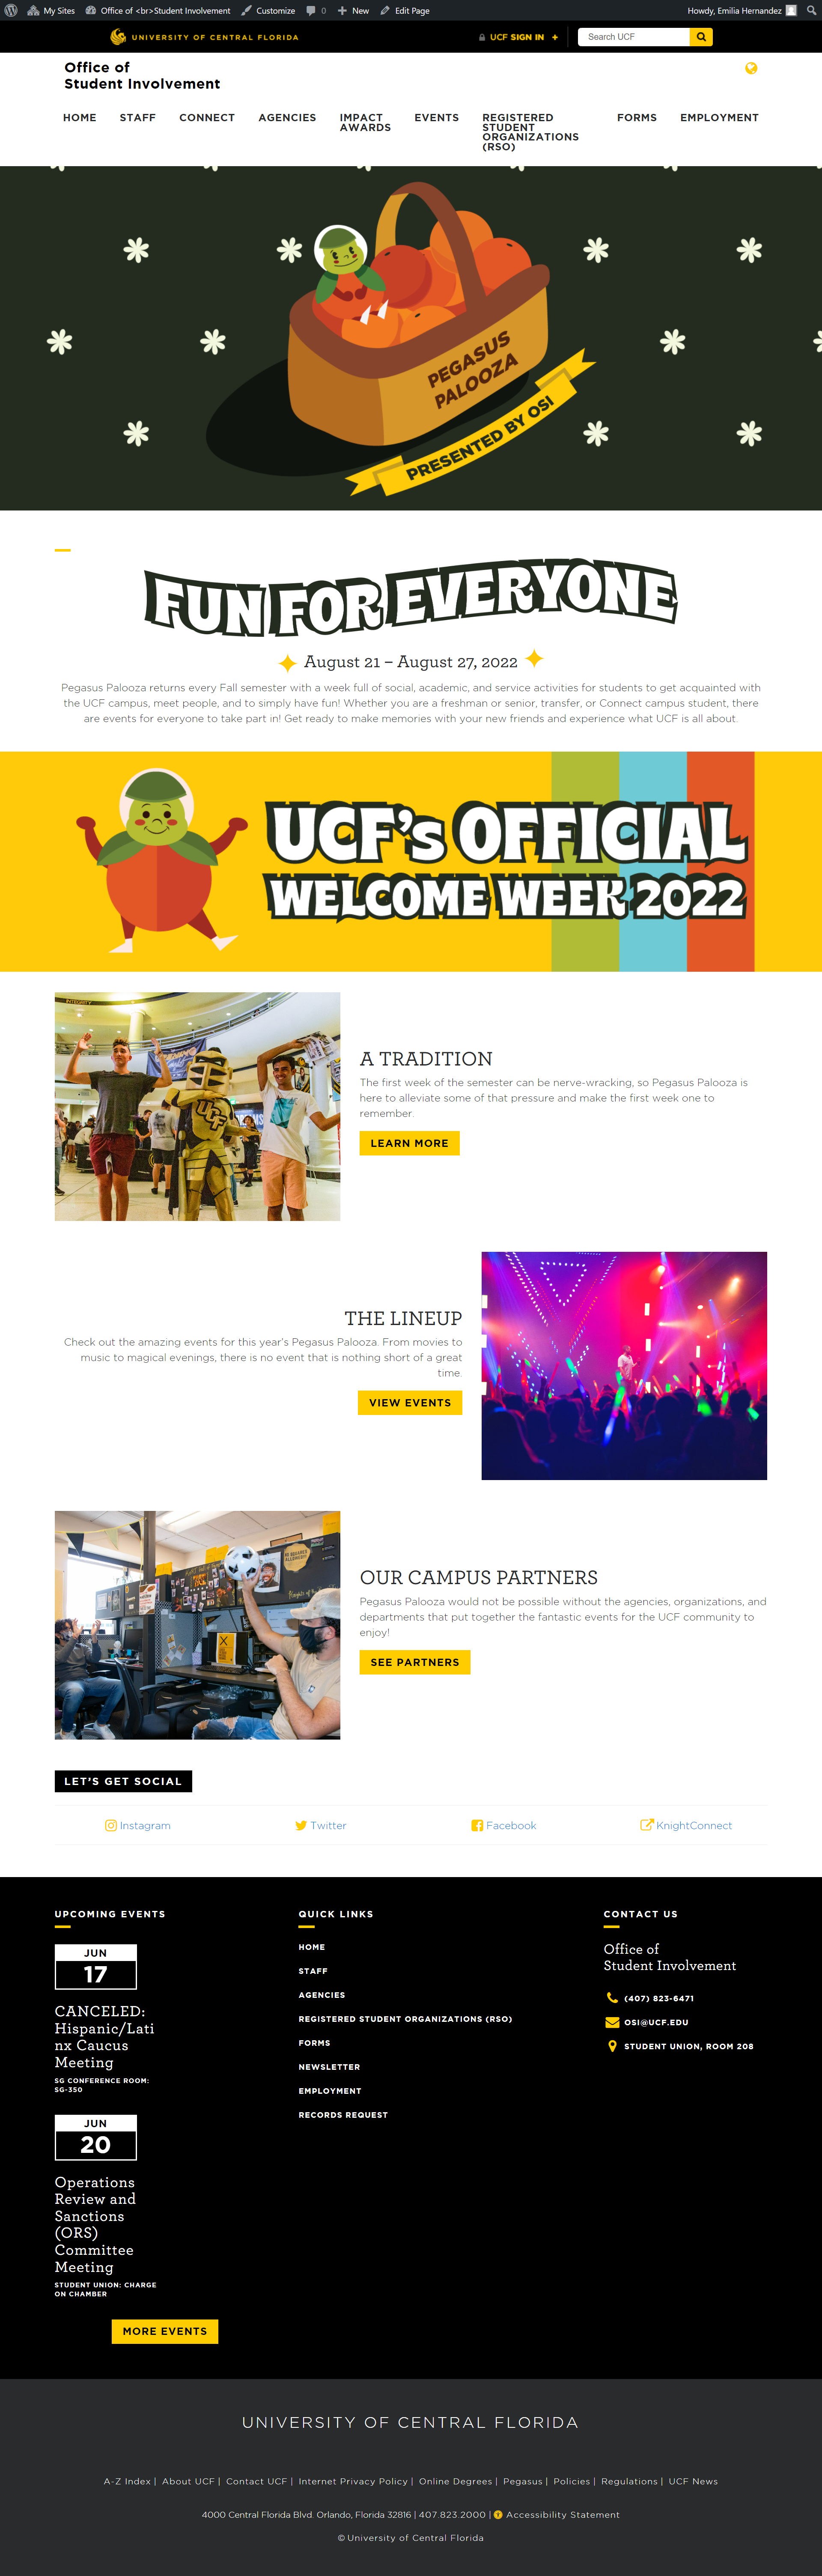 My Sites Office of <br>Student Involvement Customize 0 New Edit Page Howdy, Emilia Hernandez
UNIVERSITY OF CENTRAL FLORIDA UCF SIGN IN + Search UCF
Office of
Student Involvement
HOME STAFF CONNECT AGENCIES IMPACT AWARDS EVENTS REGISTERED STUDENT ORGANIZATIONS (RSO) FORMS EMPLOYMENT
PEGASUS
PALOOZA
PRESENTED BY OSI
FUN FOR EVERYONE
August 21 – August 27, 2022
Pegasus Palooza returns every Fall semester with a week full of social, academic, and service activities for students to get acquainted with
the UCF campus, meet people, and to simply have fun! Whether you are a freshman or senior, transfer, or Connect campus student, there
are events for everyone to take part in! Get ready to make memories with your new friends and experience what UCF is all about.
UCF's OFFICIAL
WELCOME WEEK 2022
INTEGRITY
UCF
A TRADITION
The first week of the semester can be nerve-wracking, so Pegasus Palooza is
here to alleviate some of that pressure and make the first week one to
remember.
LEARN MORE
THE LINEUP
Check out the amazing events for this year's Pegasus Palooza. From movies to
music to magical evenings, there is no event that is nothing short of a great
time.
VIEW EVENTS
OUR CAMPUS PARTNERS
Pegasus Palooza would not be possible without the agencies, organizations, and
departments that put together the fantastic events for the UCF community to
enjoy!
SEE PARTNERS
LET'S GET SOCIAL
Instagram Twitter Facebook KnightConnect
UPCOMING EVENTS
JUN
17
CANCELED:
Hispanic/Lati
nx Caucus
Meeting
SG CONFERENCE ROOM:
SG-350
JUN
20
Operations
Review and
Sanctions
(ORS)
Committee
Meeting
STUDENT UNION: CHARGE
ON CHAMBER
MORE EVENTS
QUICK LINKS
HOME
STAFF
AGENCIES
REGISTERED STUDENT ORGANIZATIONS (RSO)
FORMS
NEWSLETTER
EMPLOYMENT
RECORDS REQUEST
CONTACT US
Office of
Student Involvement
(407) 823-6471
OSI@UCF.EDU
STUDENT UNION, ROOM 208
UNIVERSITY OF CENTRAL FLORIDA
A-Z Index | About UCF | Contact UCF | Internet Privacy Policy | Online Degrees | Pegasus | Policies | Regulations | UCF News
4000 Central Florida Blvd. Orlando, Florida 32816 | 407.823.2000 | Accessibility Statement
© University of Central Florida